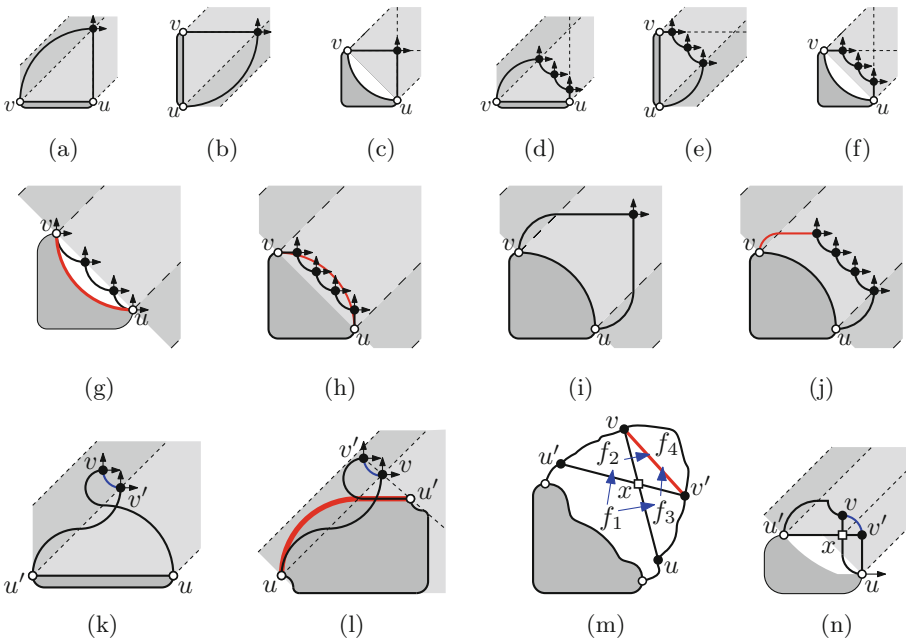 v u v u v u v u v u v u
(a) (b) (c) (d) (e) (f)
v u v u v u v u
(g) (h) (i) (j)
v v′ u′ u v′ v u′ u v u′ f₂ f₄ x v′ f₁ f₃ u v u′ v′ x u
(k) (l) (m) (n)